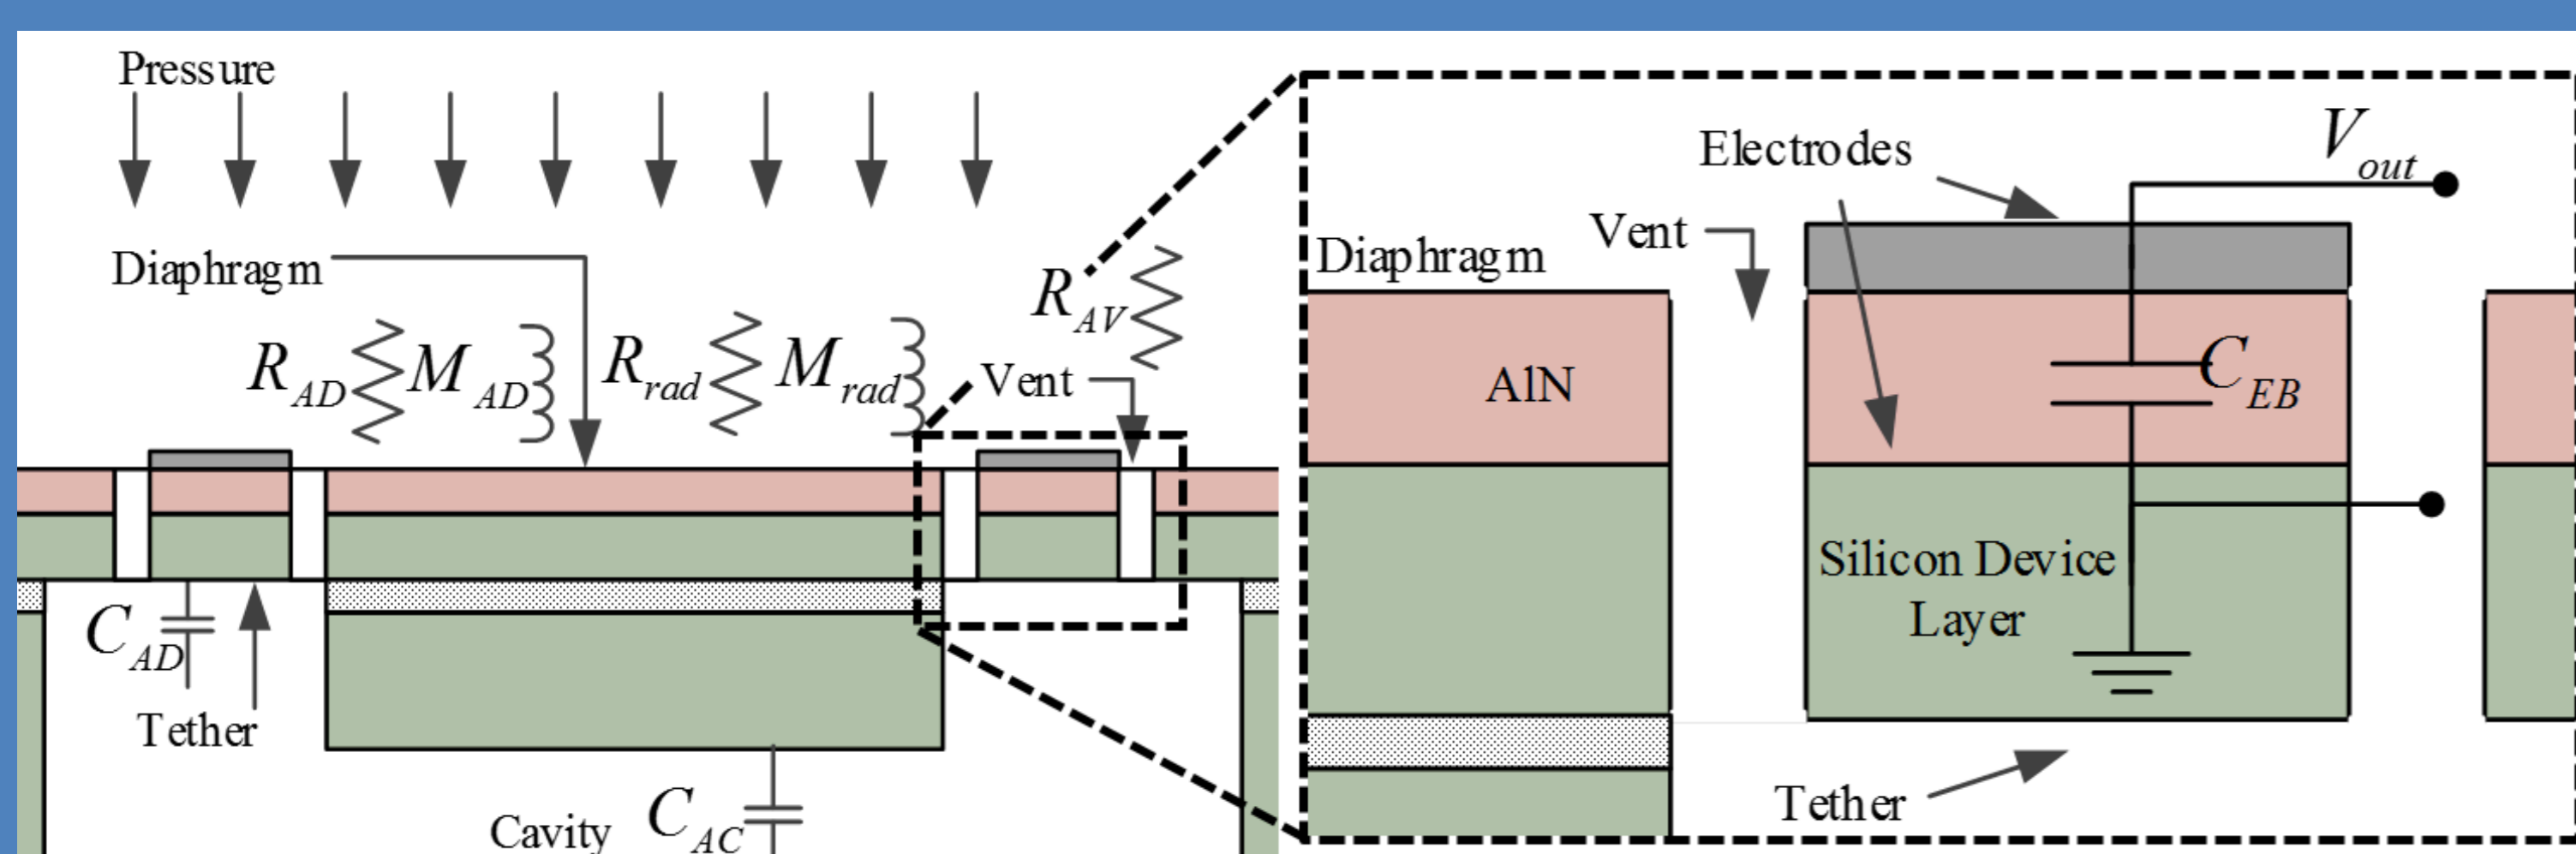 Pressure
Diaphragm
R_AD
M_AD
R_rad
M_rad
R_AV
Vent
C_AD
Tether
Cavity
C_AC
Electrodes
V_out
Vent
Diaphragm
AlN
C_EB
Silicon Device
Layer
Tether